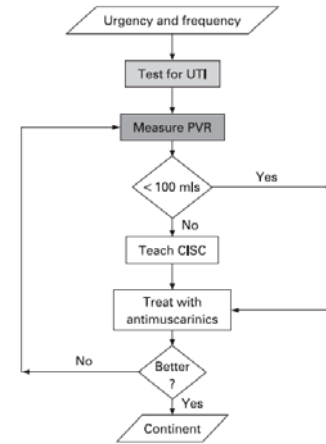 Urgency and frequency
Test for UTI
Measure PVR
< 100 mls
Yes
No
Teach CISC
Treat with
antimuscarinics
No
Better
?
Yes
Continent